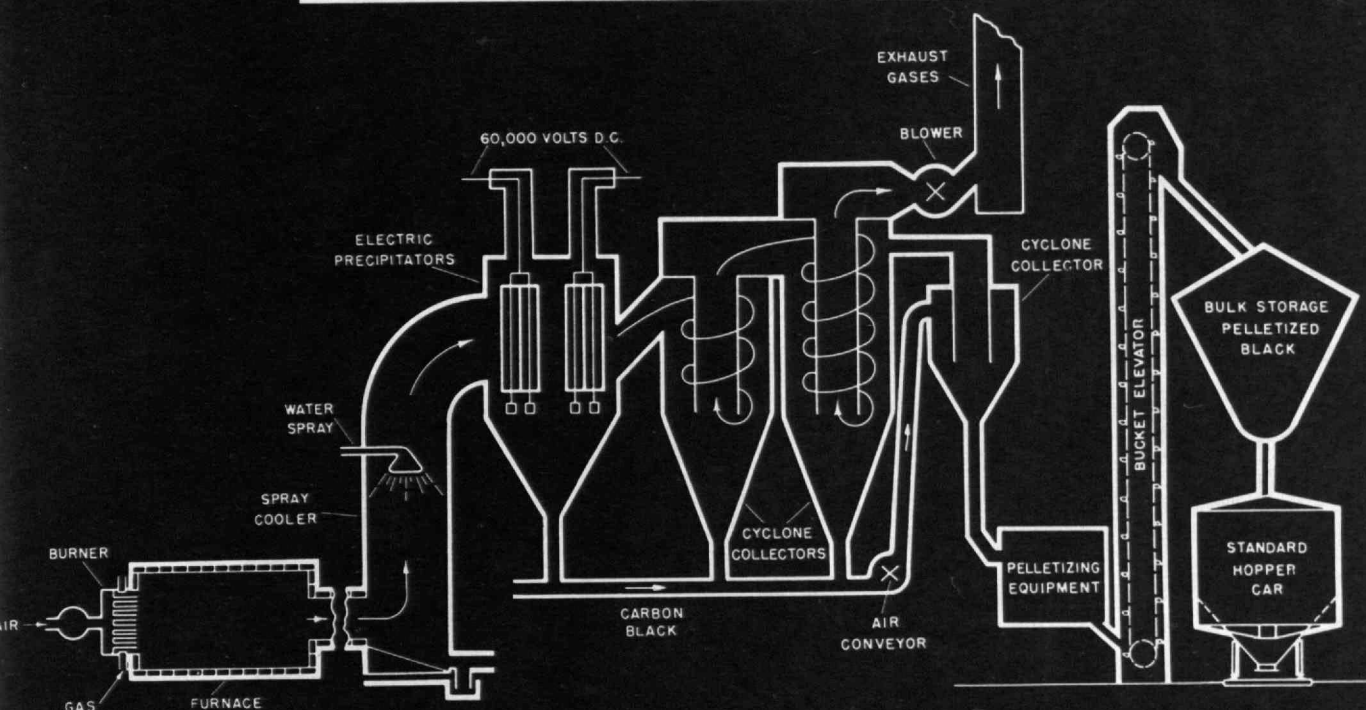 EXHAUST
GASES
BLOWER
60,000 VOLTS D.C.
ELECTRIC
PRECIPITATORS
CYCLONE
COLLECTOR
BULK STORAGE
PELLETIZED
BLACK
BUCKET ELEVATOR
WATER
SPRAY
SPRAY
COOLER
CYCLONE
COLLECTORS
BURNER
PELLETIZING
EQUIPMENT
STANDARD
HOPPER
CAR
AIR
CARBON
BLACK
AIR
CONVEYOR
GAS
FURNACE